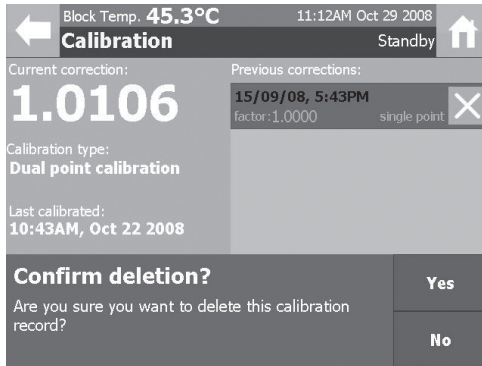 Block Temp. 45.3°C
11:12AM Oct 29 2008
Calibration
Standby
Current correction:
1.0106
Calibration type:
Dual point calibration
Last calibrated:
10:43AM, Oct 22 2008
Previous corrections:
15/09/08, 5:43PM
factor:1.0000 single point
Confirm deletion?
Are you sure you want to delete this calibration
record?
Yes
No